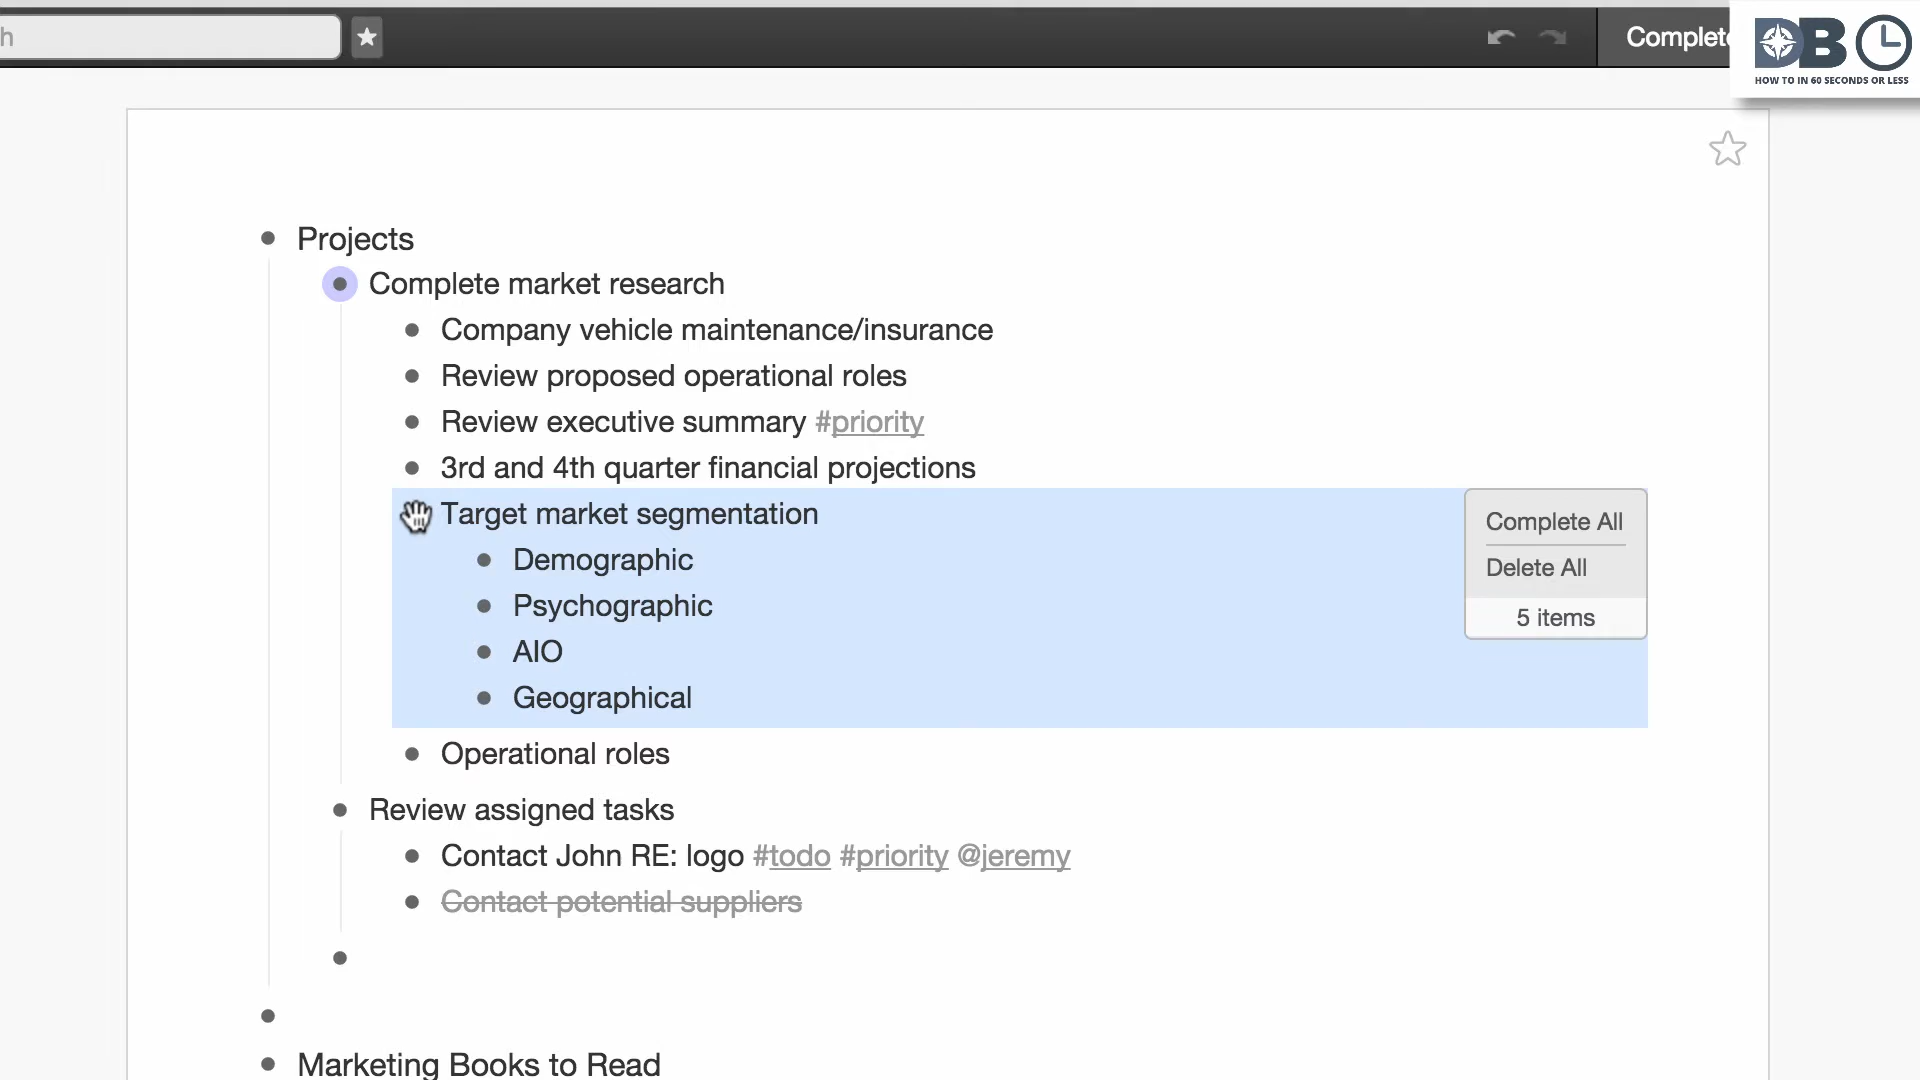 h
Complete
DB
HOW TO IN 60 SECONDS OR LESS
Projects
Complete market research
Company vehicle maintenance/insurance
Review proposed operational roles
Review executive summary #priority
3rd and 4th quarter financial projections
Target market segmentation
Complete All
Demographic
Delete All
Psychographic
5 items
AIO
Geographical
Operational roles
Review assigned tasks
Contact John RE: logo #todo #priority @jeremy
Contact potential suppliers
Marketing Books to Read